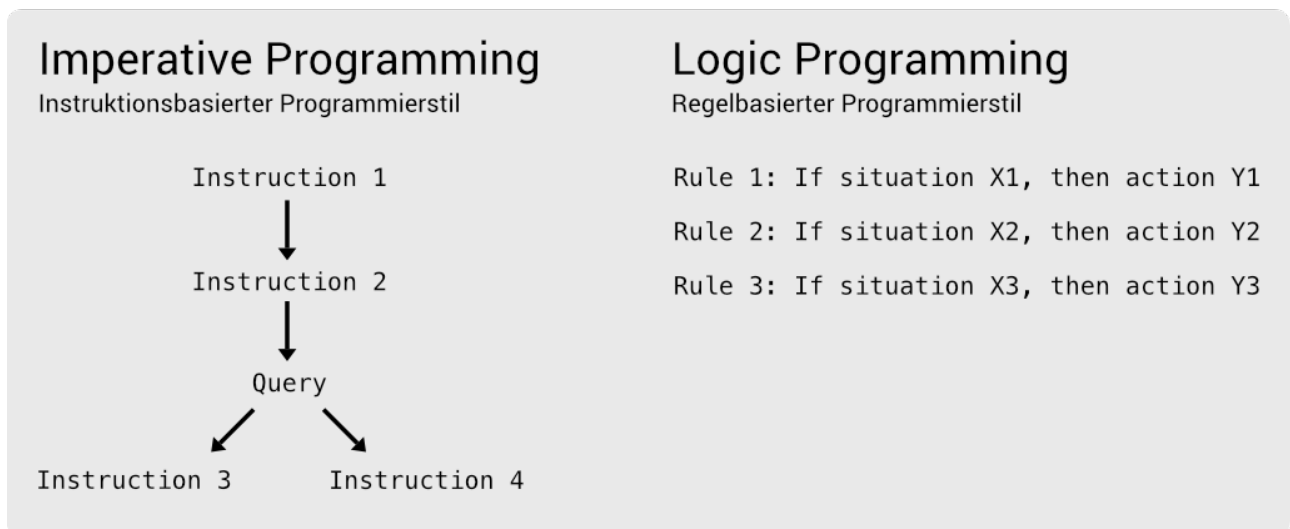 Imperative Programming
Instruktionsbasierter Programmierstil
Instruction 1
Instruction 2
Query
Instruction 3
Instruction 4
Logic Programming
Regelbasierter Programmierstil
Rule 1: If situation X1, then action Y1
Rule 2: If situation X2, then action Y2
Rule 3: If situation X3, then action Y3